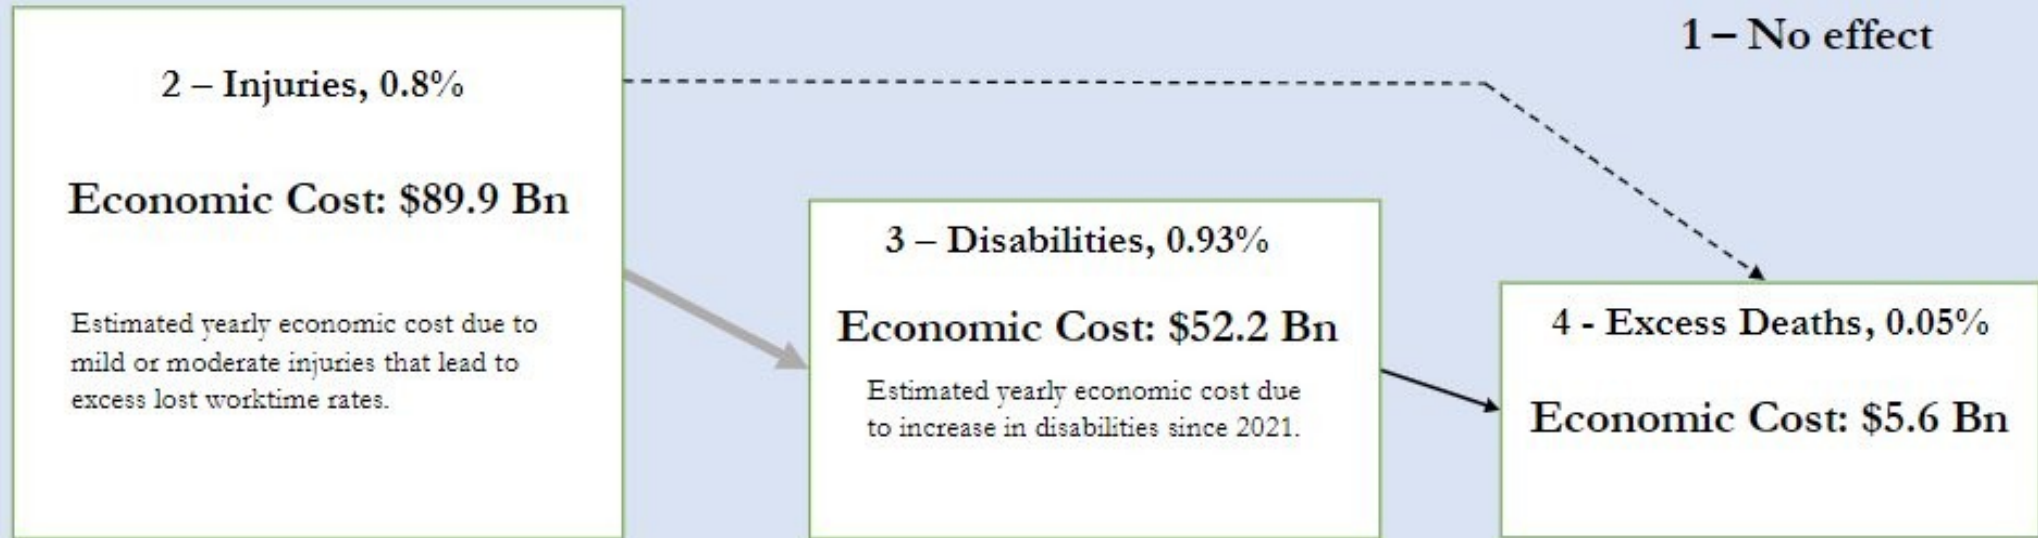 1 – No effect
2 – Injuries, 0.8%
Economic Cost: $89.9 Bn
Estimated yearly economic cost due to
mild or moderate injuries that lead to
excess lost worktime rates.
3 – Disabilities, 0.93%
Economic Cost: $52.2 Bn
Estimated yearly economic cost due
to increase in disabilities since 2021.
4 - Excess Deaths, 0.05%
Economic Cost: $5.6 Bn